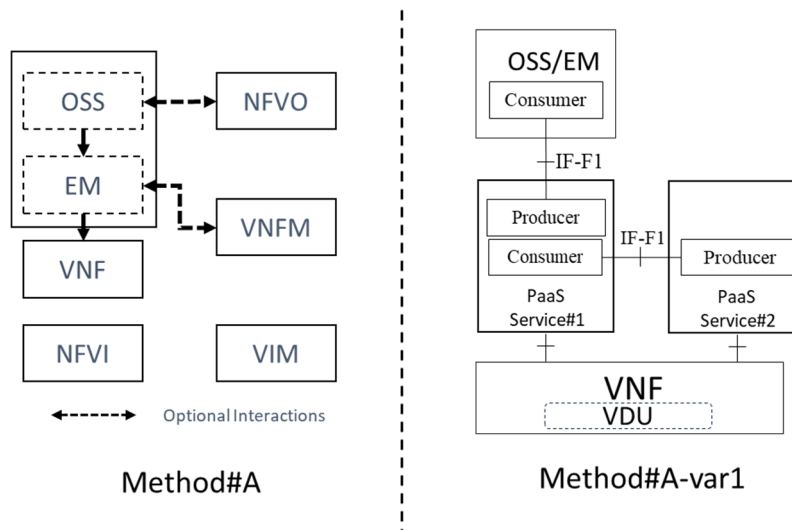 OSS
NFVO
EM
VNFM
VNF
NFVI
VIM
Optional Interactions
Method#A
OSS/EM
Consumer
IF-F1
Producer
Consumer
IF-F1
Producer
PaaS
Service#1
PaaS
Service#2
VNF
VDU
Method#A-var1